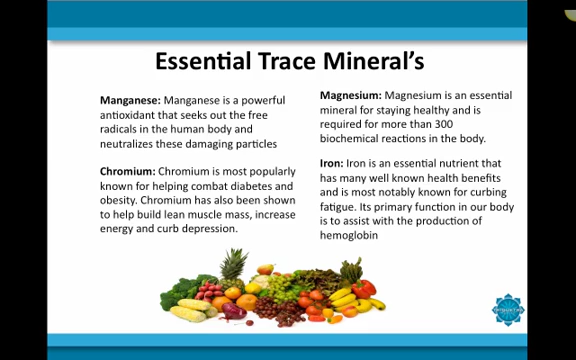 Essential Trace Mineral's
Manganese: Manganese is a powerful
antioxidant that seeks out the free
radicals in the human body and
neutralizes these damaging particles
Chromium: Chromium is most popularly
known for helping combat diabetes and
obesity. Chromium has also been shown
to help build lean muscle mass, increase
energy and curb depression.
Magnesium: Magnesium is an essential
mineral for staying healthy and is
required for more than 300
biochemical reactions in the body.
Iron: Iron is an essential nutrient that
has many well known health benefits
and is most notably known for curbing
fatigue. Its primary function in our body
is to assist with the production of
hemoglobin